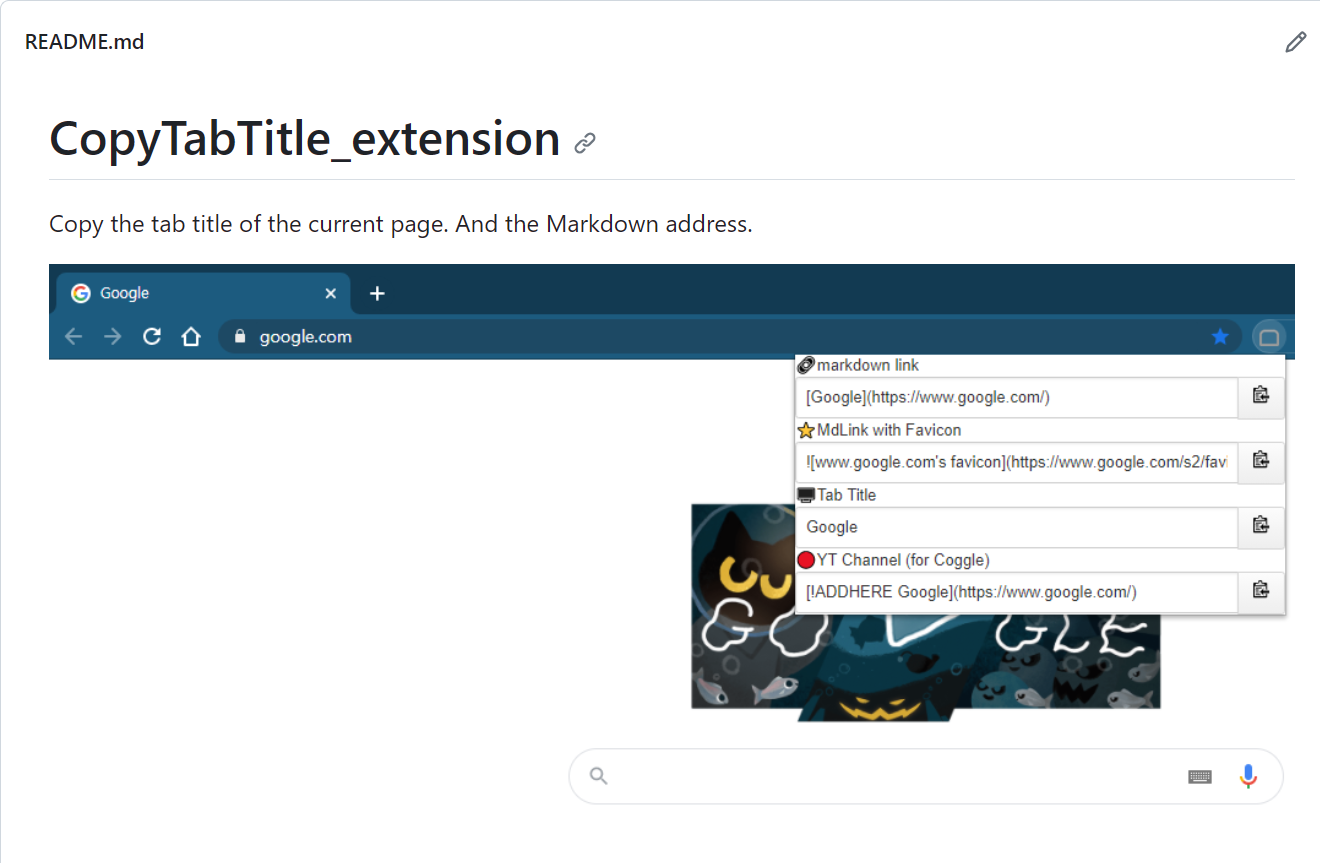 README.md
CopyTabTitle_extension
Copy the tab title of the current page. And the Markdown address.
Google
google.com
markdown link
[Google](https://www.google.com/)
MdLink with Favicon
![www.google.com's favicon](https://www.google.com/s2/favi
Tab Title
Google
YT Channel (for Coggle)
[!ADDHERE Google](https://www.google.com/)
GO GLE